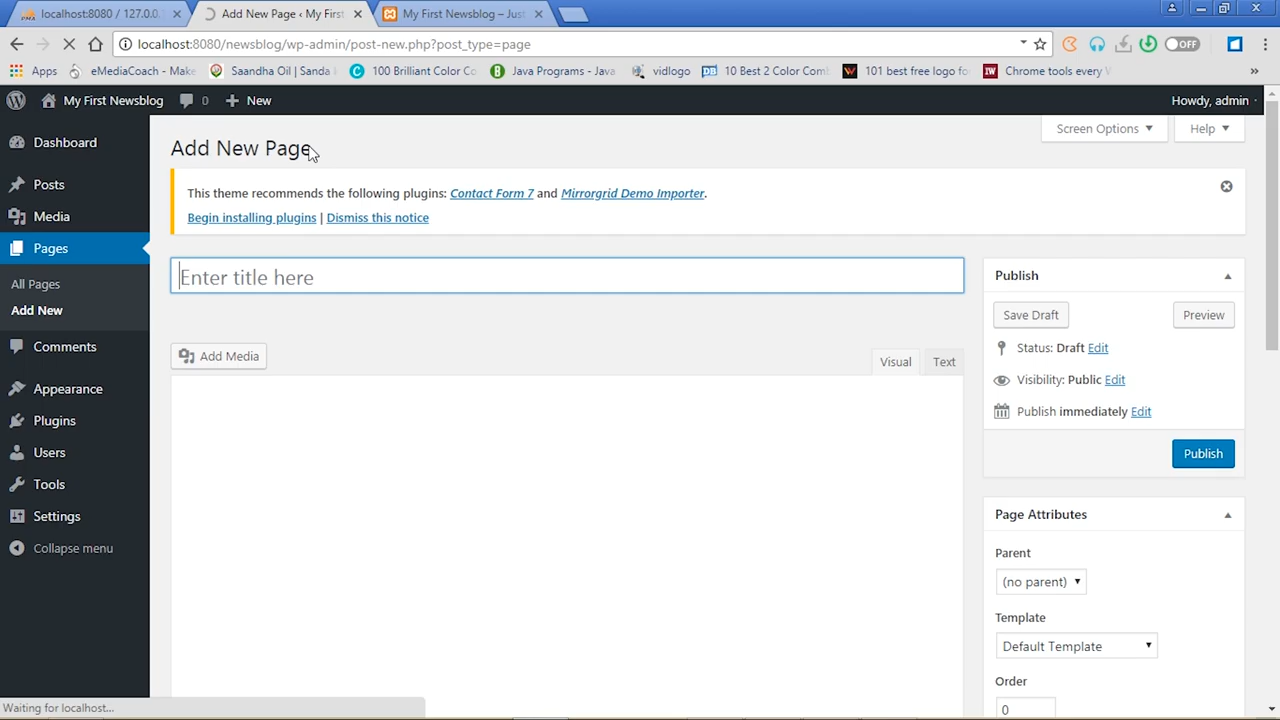 localhost:8080 / 127.0.0.
Add New Page ‹ My First
My First Newsblog – Just
localhost:8080/newsblog/wp-admin/post-new.php?post_type=page
OFF
Apps
eMediaCoach - Make
Saandha Oil | Sanda
100 Brilliant Color Co
Java Programs - Java
vidlogo
10 Best 2 Color Comb
101 best free logo fo
Chrome tools every
»
My First Newsblog
0
New
Howdy, admin
Dashboard
Posts
Media
Pages
All Pages
Add New
Comments
Appearance
Plugins
Users
Tools
Settings
Collapse menu
Screen Options
Help
Add New Page
This theme recommends the following plugins: Contact Form 7 and Mirrorgrid Demo Importer.
Begin installing plugins | Dismiss this notice
Enter title here
Add Media
Visual
Text
Publish
Save Draft
Preview
Status: Draft Edit
Visibility: Public Edit
Publish immediately Edit
Publish
Page Attributes
Parent
(no parent)
Template
Default Template
Order
0
Waiting for localhost...